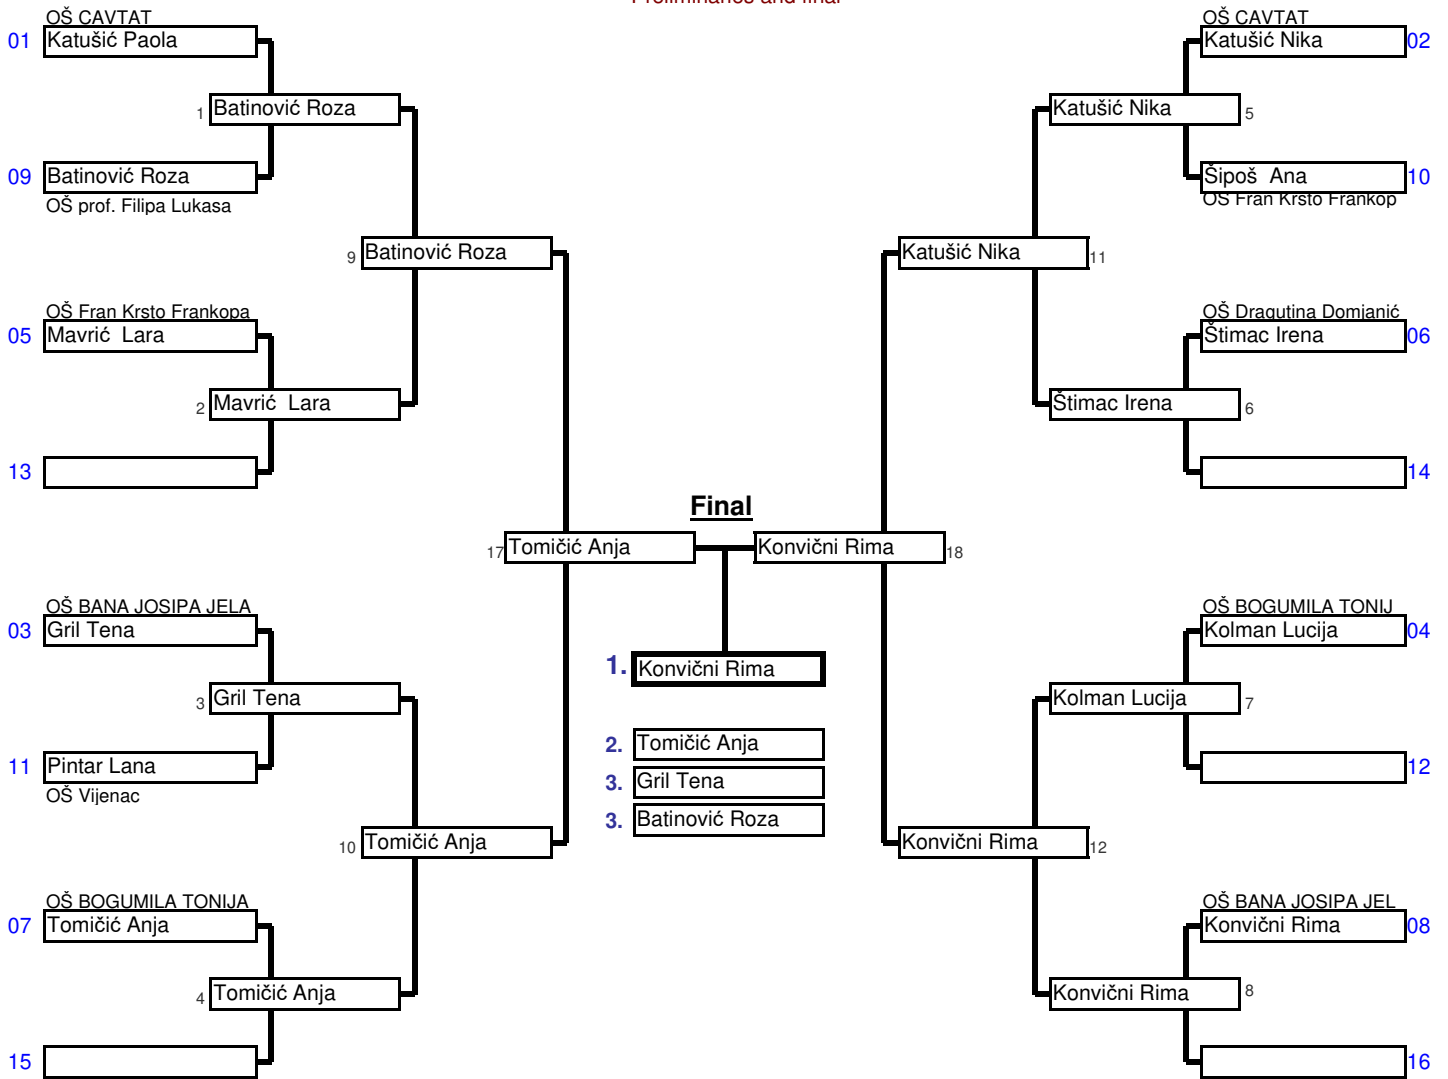 Preliminaries and final
OŠ CAVTAT
01 Katušić Paola
1 Batinović Roza
09 Batinović Roza
OŠ prof. Filipa Lukasa
9 Batinović Roza
OŠ Fran Krsto Frankopa
05 Mavrić Lara
2 Mavrić Lara
13
17 Tomičić Anja
OŠ BANA JOSIPA JELA
03 Gril Tena
3 Gril Tena
11 Pintar Lana
OŠ Vijenac
10 Tomičić Anja
OŠ BOGUMILA TONIJA
07 Tomičić Anja
4 Tomičić Anja
15
Final
1. Konvični Rima
2. Tomičić Anja
3. Gril Tena
3. Batinović Roza
OŠ CAVTAT
Katušić Nika 02
Katušić Nika 5
Šipoš Ana 10
OŠ Fran Krsto Frankop
Katušić Nika 11
OŠ Dragutina Domjanić
Štimac Irena 06
Štimac Irena 6
14
Konvični Rima 18
OŠ BOGUMILA TONIJ
Kolman Lucija 04
Kolman Lucija 7
12
Konvični Rima 12
OŠ BANA JOSIPA JEL
Konvični Rima 08
Konvični Rima 8
16